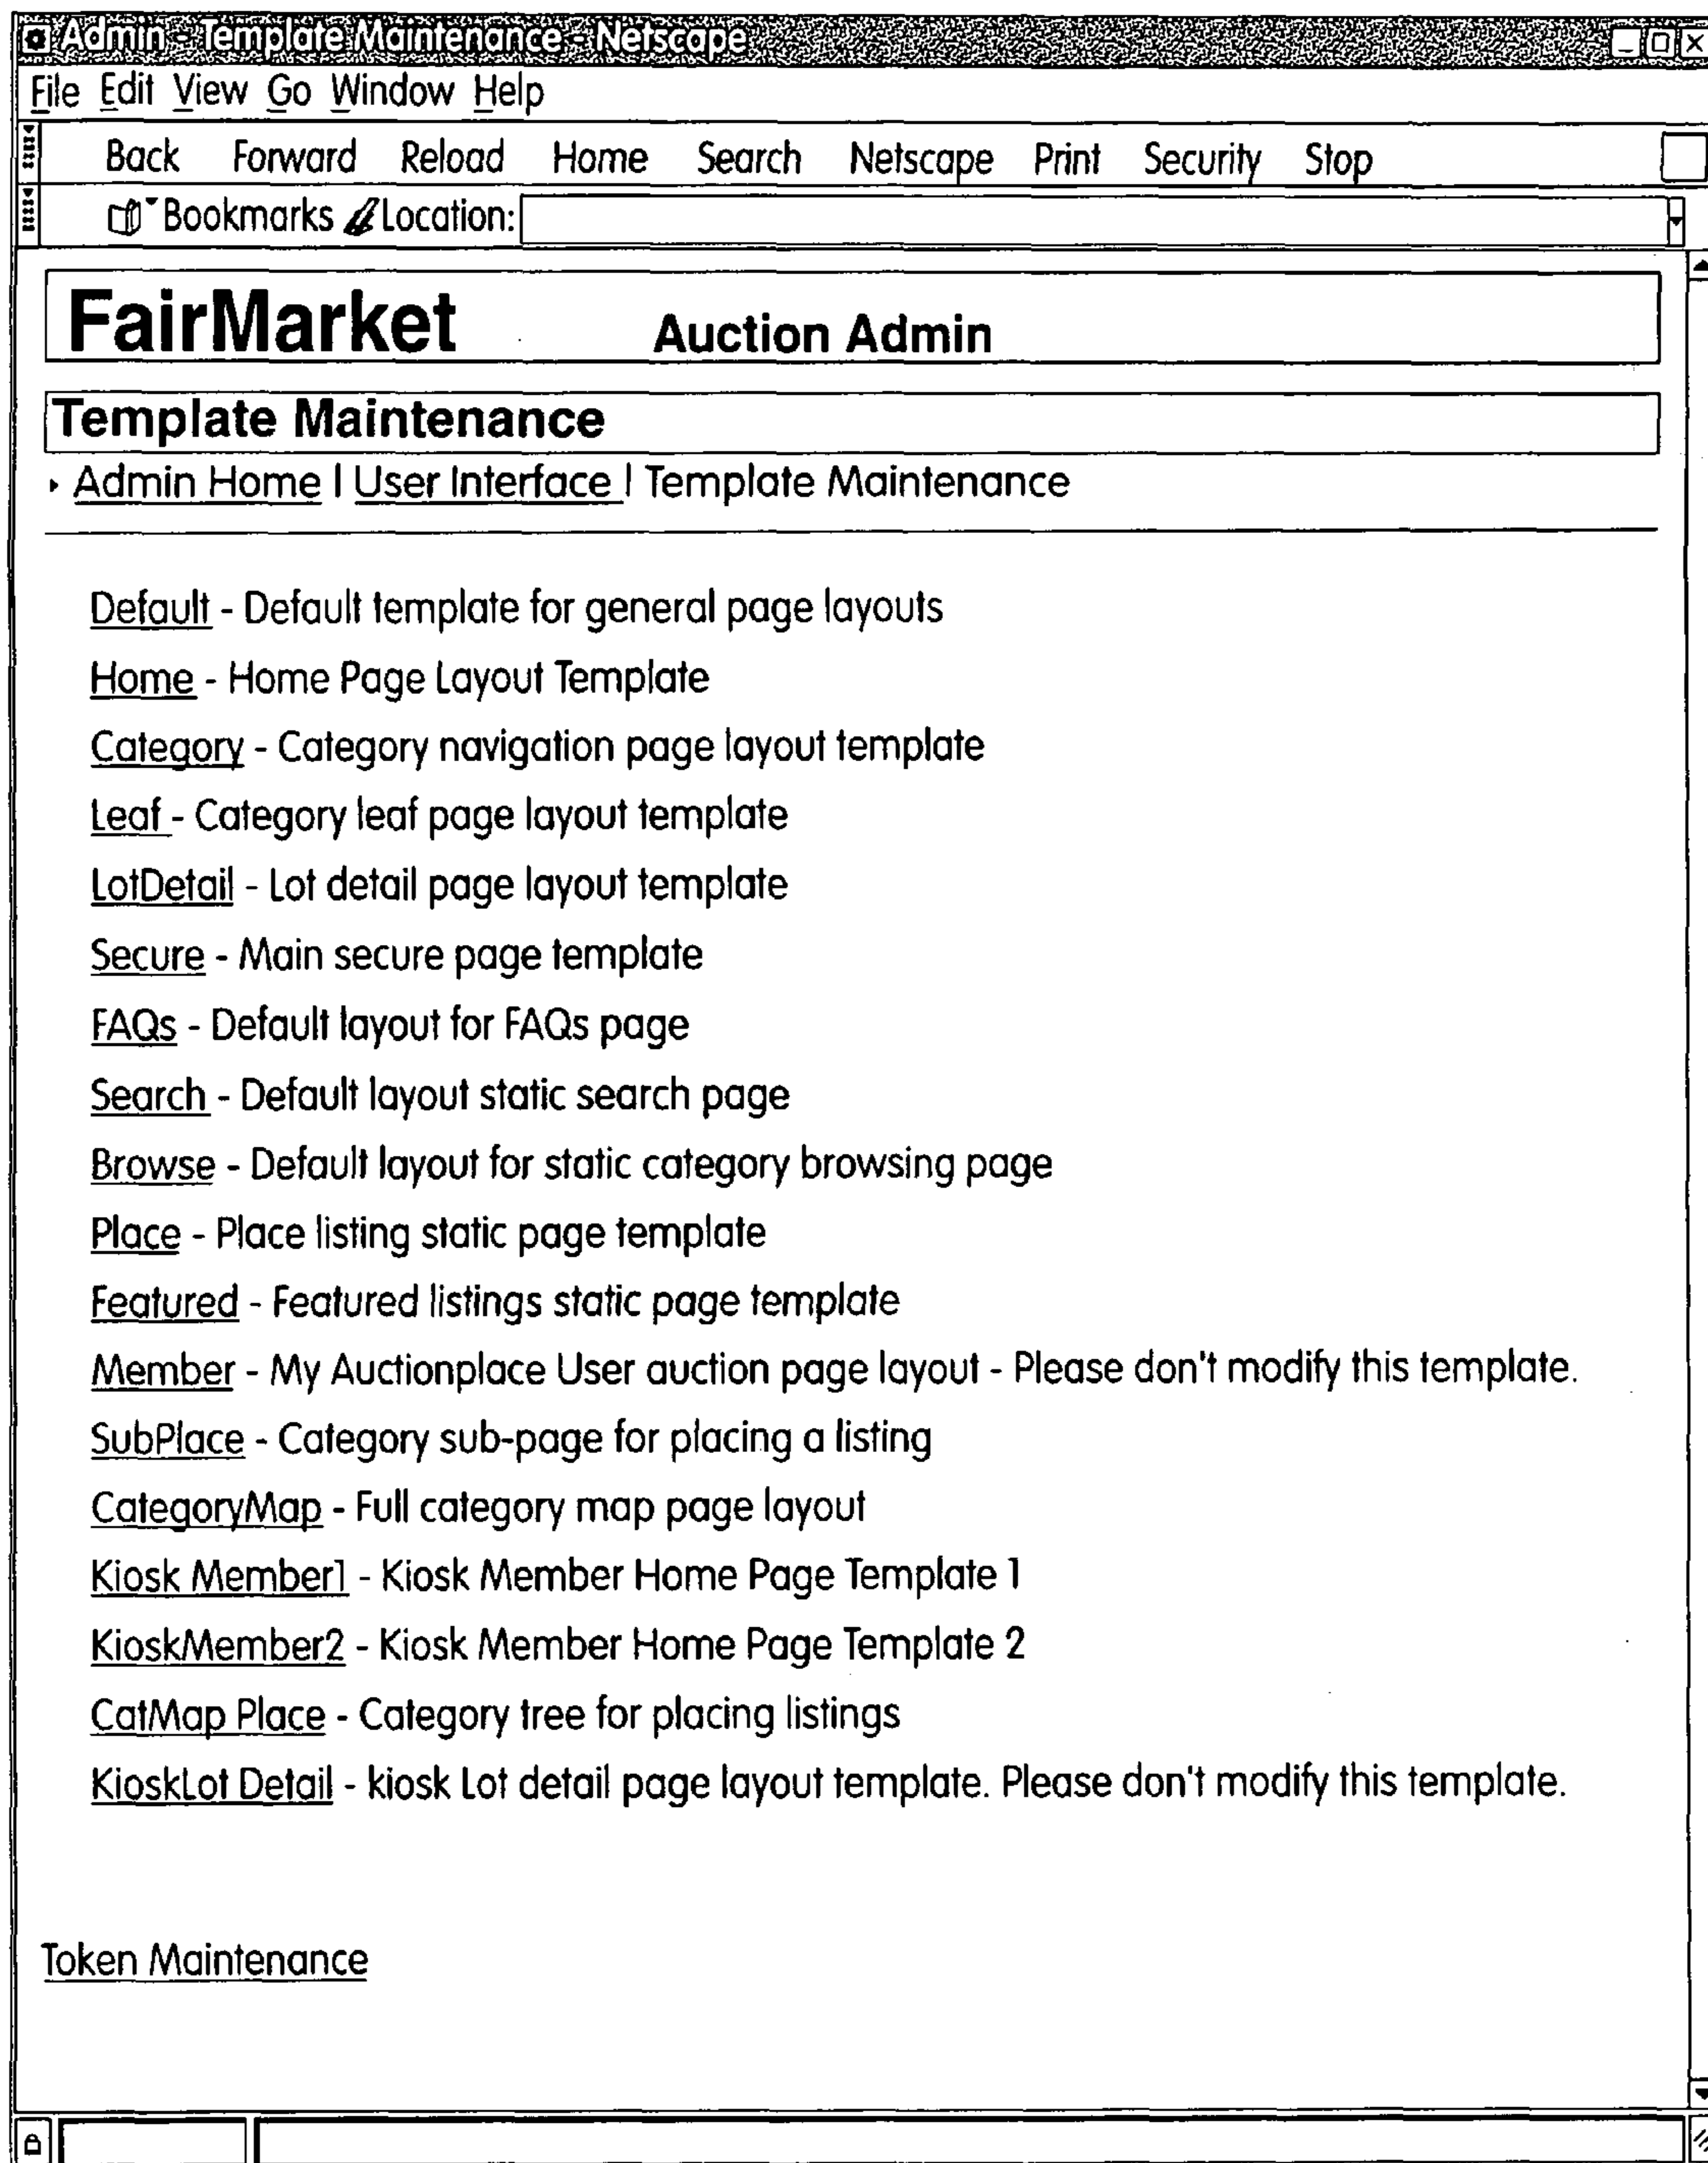 Admin - Template Maintenance - Netscape
File Edit View Go Window Help
Back Forward Reload Home Search Netscape Print Security Stop
Bookmarks Location:
FairMarket Auction Admin
Template Maintenance
Admin Home | User Interface | Template Maintenance
Default - Default template for general page layouts
Home - Home Page Layout Template
Category - Category navigation page layout template
Leaf - Category leaf page layout template
LotDetail - Lot detail page layout template
Secure - Main secure page template
FAQs - Default layout for FAQs page
Search - Default layout static search page
Browse - Default layout for static category browsing page
Place - Place listing static page template
Featured - Featured listings static page template
Member - My Auctionplace User auction page layout - Please don't modify this template.
SubPlace - Category sub-page for placing a listing
CategoryMap - Full category map page layout
Kiosk Member1 - Kiosk Member Home Page Template 1
KioskMember2 - Kiosk Member Home Page Template 2
CatMap Place - Category tree for placing listings
KioskLot Detail - kiosk Lot detail page layout template. Please don't modify this template.
Token Maintenance